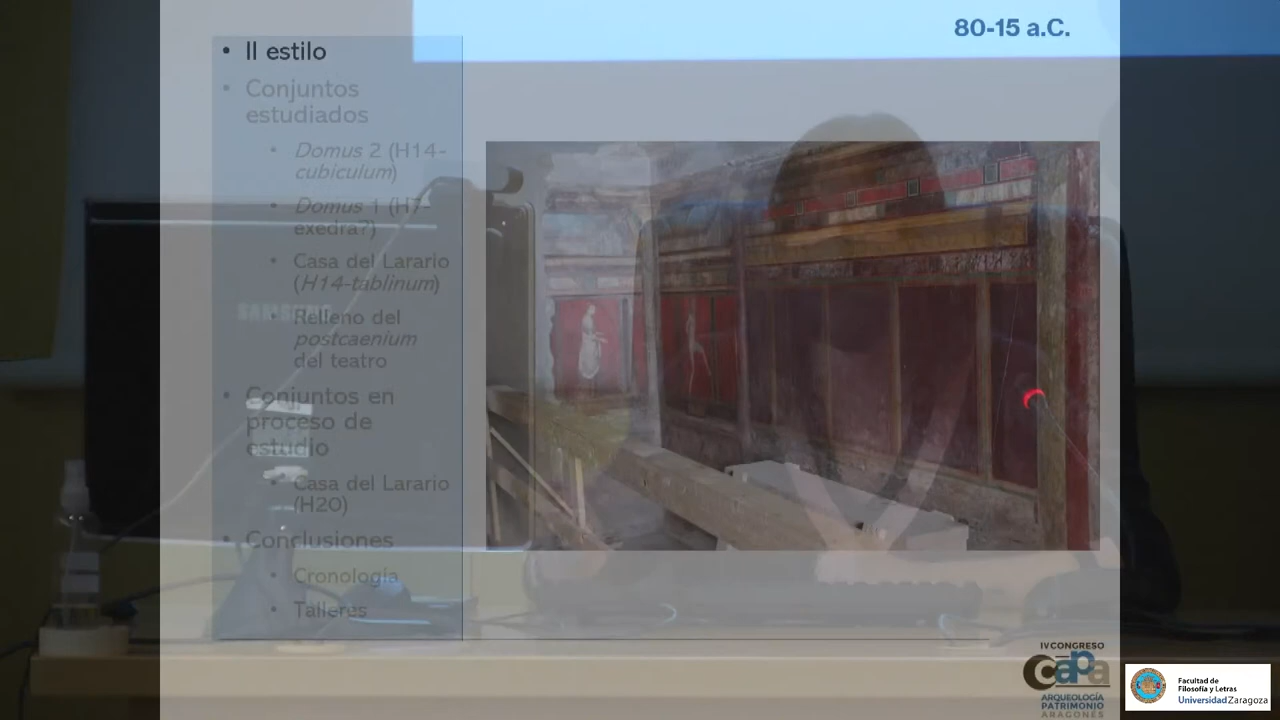 80-15 a.C.
• II estilo
• Conjuntos
estudiados
• Domus 2 (H14-
cubiculum)
• Domus 1 (H7-
exedra?)
• Casa del Larario
(H14-tablinum)
Relleno del
postcaenium
del teatro
• Conjuntos en
proceso de
estudio
• Casa del Larario
(H20)
• Conclusiones
• Cronología
• Talleres
SAMSUNG
IV CONGRESO
CAPA
ARQUEOLOGÍA
PATRIMONIO
ARAGONÉS
Facultad de
Filosofía y Letras
Universidad Zaragoza